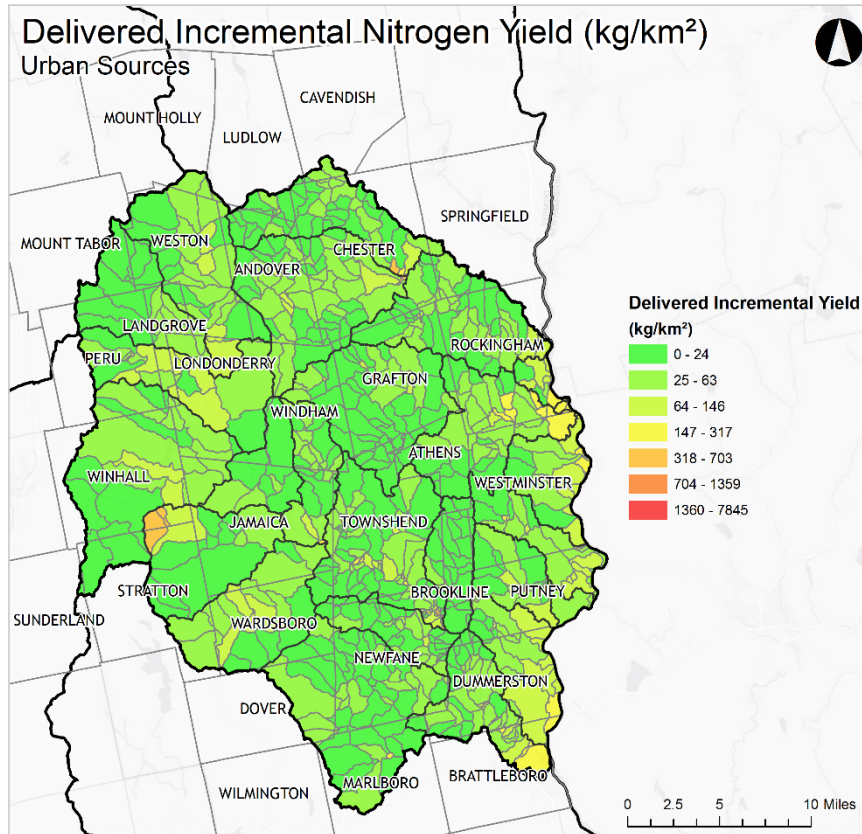 Delivered Incremental Nitrogen Yield (kg/km²)
Urban Sources
CAVENDISH
MOUNT HOLLY
LUDLOW
SPRINGFIELD
MOUNT TABOR
WESTON
CHESTER
ANDOVER
LANDGROVE
ROCKINGHAM
PERU
LONDONDERRY
GRAFTON
WINDHAM
ATHENS
WINHALL
WESTMINSTER
JAMAICA
TOWNSHEND
STRATTON
BROOKLINE
PUTNEY
SUNDERLAND
WARDSBORO
NEWFANE
DUMMERSTON
DOVER
MARLBORO
BRATTLEBORO
WILMINGTON
Delivered Incremental Yield
(kg/km²)
0 - 24
25 - 63
64 - 146
147 - 317
318 - 703
704 - 1359
1360 - 7845
0 2.5 5 10 Miles